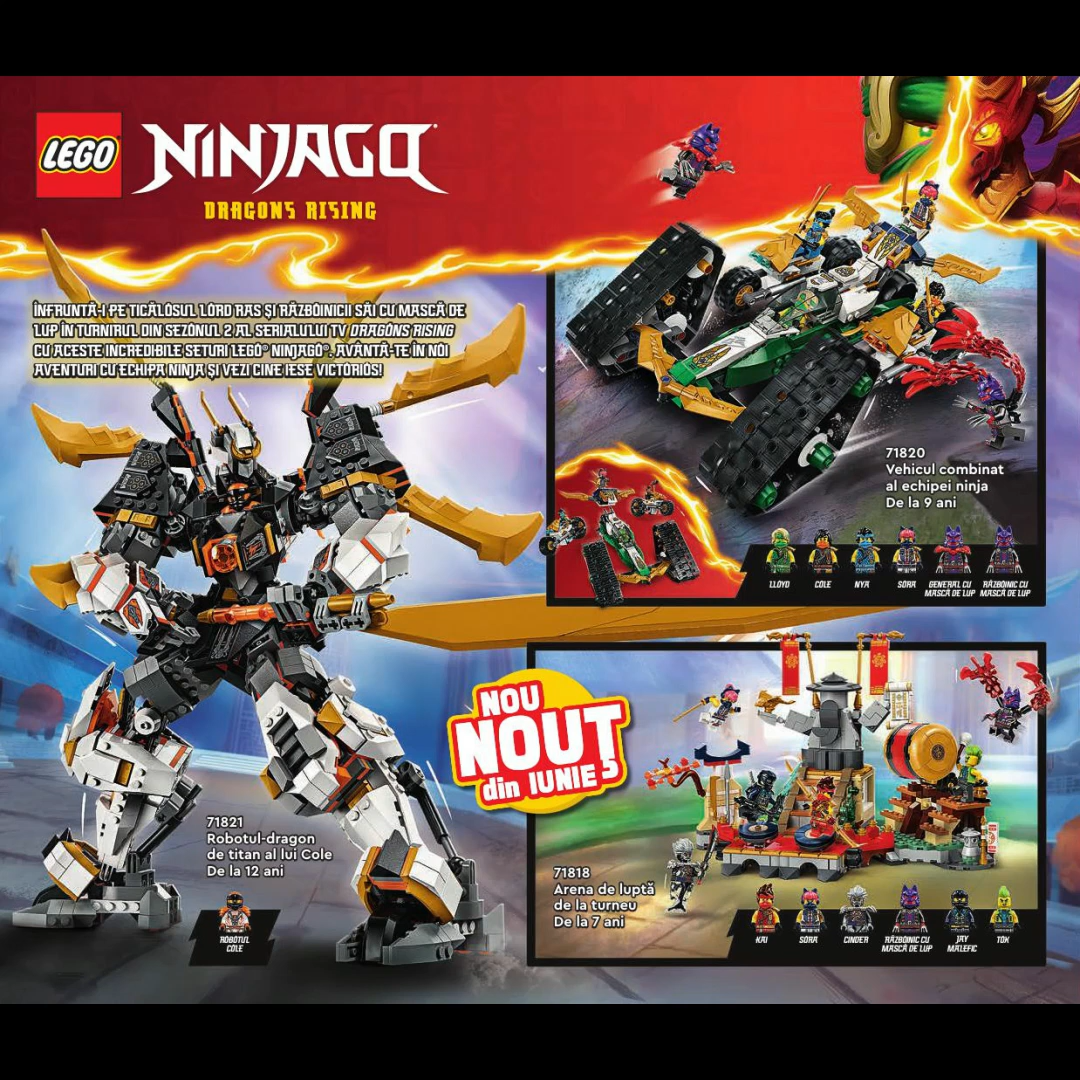 LEGO
NINJAGO
DRAGONS RISING
ÎNFRUNTĂ-I PE TICĂLOSUL LORD RAS ȘI RĂZBOINICII SĂI CU MASCĂ DE
LUP ÎN TURNIRUL DIN SEZONUL 2 AL SERIALULUI TV DRAGONS RISING
CU ACESTE INCREDIBILE SETURI LEGO® NINJAGO®. AVÂNTĂ-TE ÎN NOI
AVENTURI CU ECHIPA NINJA ȘI VEZI CINE IESE VICTORIOS!
71820
Vehicul combinat
al echipei ninja
De la 9 ani
LLOYD
COLE
NYA
SORA
GENERAL CU
MASCĂ DE LUP
RĂZBOINIC CU
MASCĂ DE LUP
NOU
NOUȚ
din IUNIE
71821
Robotul-dragon
de titan al lui Cole
De la 12 ani
ROBOTUL
COLE
71818
Arena de luptă
de la turneu
De la 7 ani
KAI
SORA
CINDER
RĂZBOINIC CU
MASCĂ DE LUP
JAY
MALEFIC
TOK